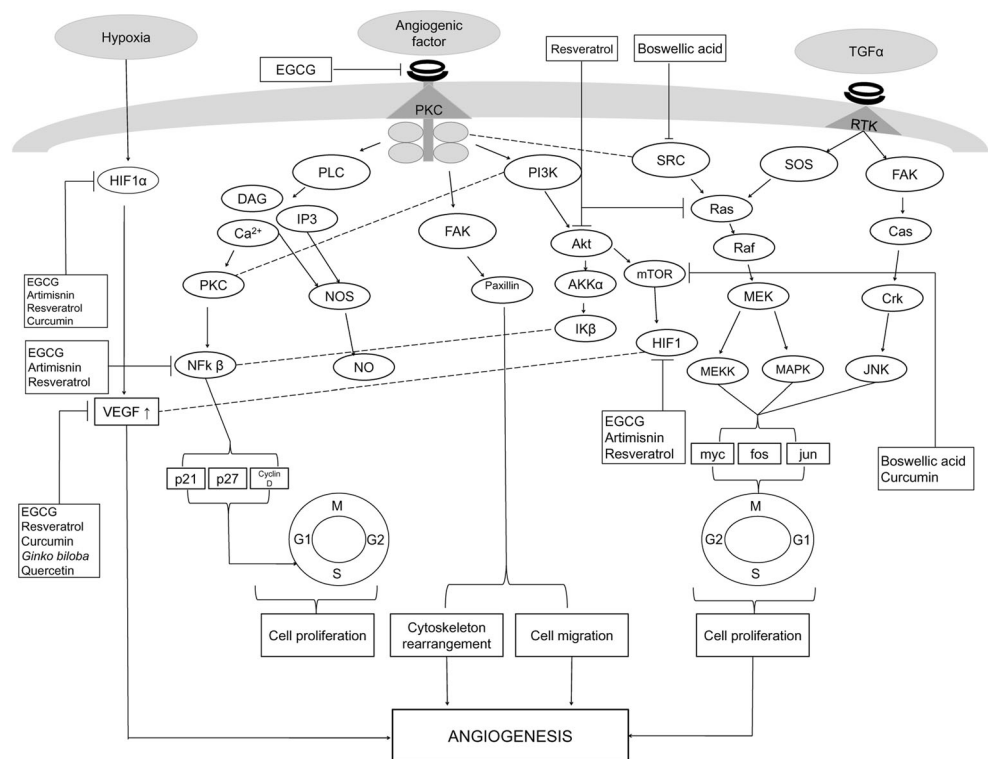 Hypoxia
Angiogenic
factor
TGFα
Resveratrol
Boswellic acid
EGCG
PKC
RTK
HIF1α
PLC
PI3K
SRC
SOS
FAK
DAG
IP3
Ca2+
FAK
Ras
Akt
Cas
Raf
PKC
NOS
Paxillin
AKKα
mTOR
MEK
Crk
EGCG
Artimisnin
Resveratrol
Curcumin
IKβ
HIF1
EGCG
Artimisnin
Resveratrol
NFk β
NO
MEKK
MAPK
JNK
VEGF ↑
EGCG
Artimisnin
Resveratrol
myc
fos
jun
Boswellic acid
Curcumin
p21
p27
Cyclin
D
EGCG
Resveratrol
Curcumin
Ginko biloba
Quercetin
M
G1
G2
S
M
G2
G1
S
Cell proliferation
Cytoskeleton
rearrangement
Cell migration
Cell proliferation
ANGIOGENESIS